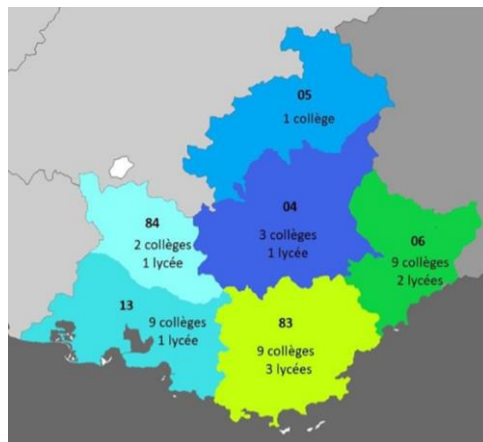 05
1 collège
04
3 collèges
1 lycée
84
2 collèges
1 lycée
06
9 collèges
2 lycées
13
9 collèges
1 lycée
83
9 collèges
3 lycées